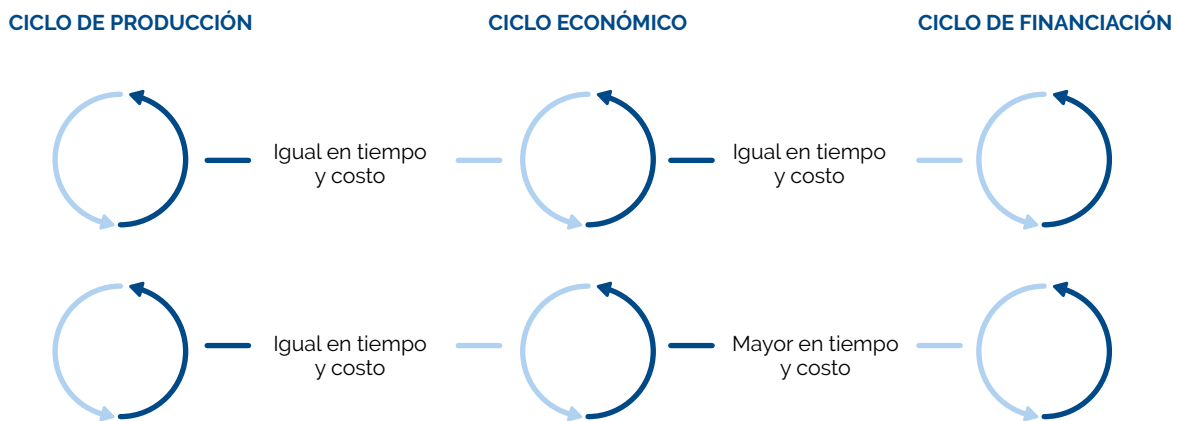 CICLO DE PRODUCCIÓN
CICLO ECONÓMICO
CICLO DE FINANCIACIÓN
Igual en tiempo
y costo
Igual en tiempo
y costo
Igual en tiempo
y costo
Mayor en tiempo
y costo